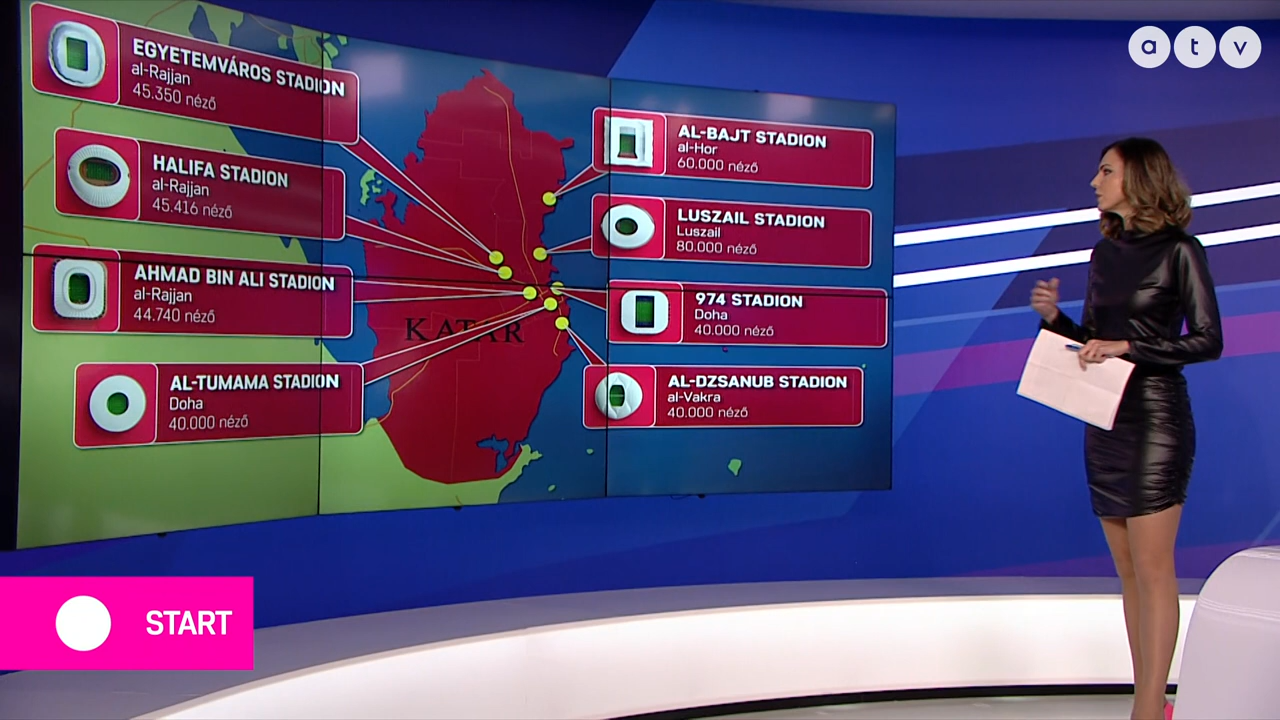 EGYETEMVÁROS STADION
al-Rajjan
45.350 néző
HALIFA STADION
al-Rajjan
45.416 néző
AHMAD BIN ALI STADION
al-Rajjan
44.740 néző
AL-TUMAMA STADION
Doha
40.000 néző
KATAR
AL-BAJT STADION
al-Hor
60.000 néző
LUSZAIL STADION
Luszail
80.000 néző
974 STADION
Doha
40.000 néző
AL-DZSANUB STADION
al-Vakra
40.000 néző
atv
START